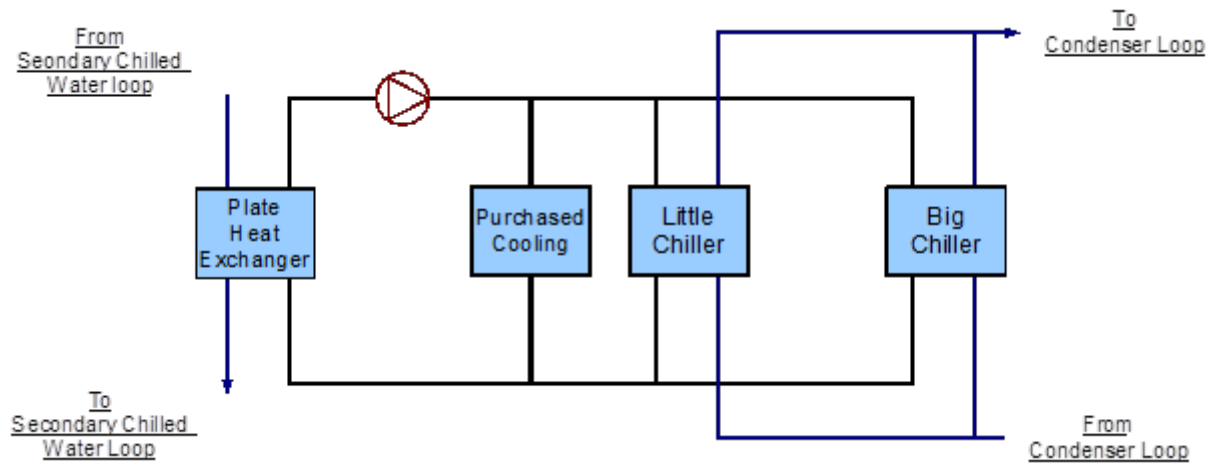 From
Seondary Chilled
Water loop
To
Condenser Loop
Plate
Heat
Exchanger
Purchased
Cooling
Little
Chiller
Big
Chiller
To
Secondary Chilled
Water Loop
From
Condenser Loop